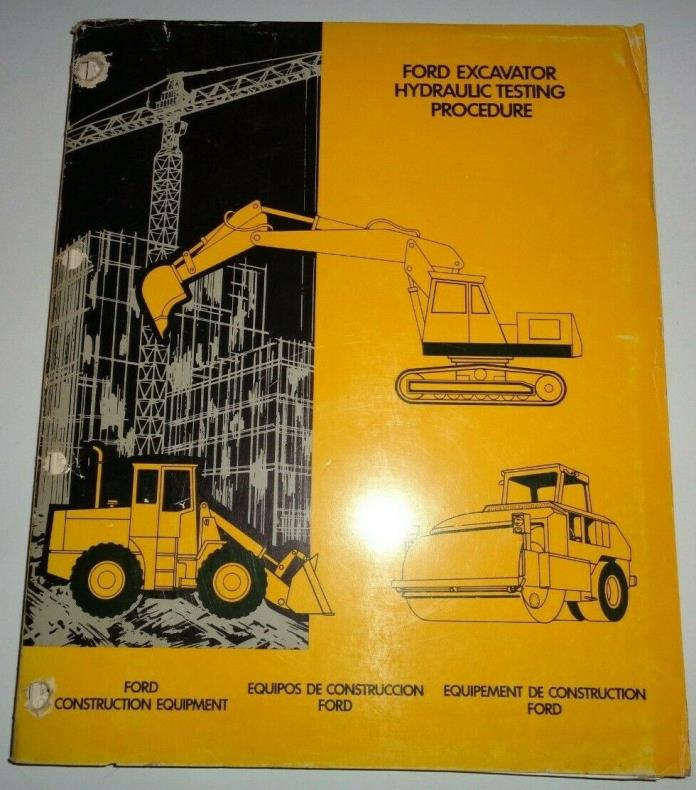 FORD EXCAVATOR
HYDRAULIC TESTING
PROCEDURE
FORD
CONSTRUCTION EQUIPMENT
EQUIPOS DE CONSTRUCCION
FORD
EQUIPEMENT DE CONSTRUCTION
FORD